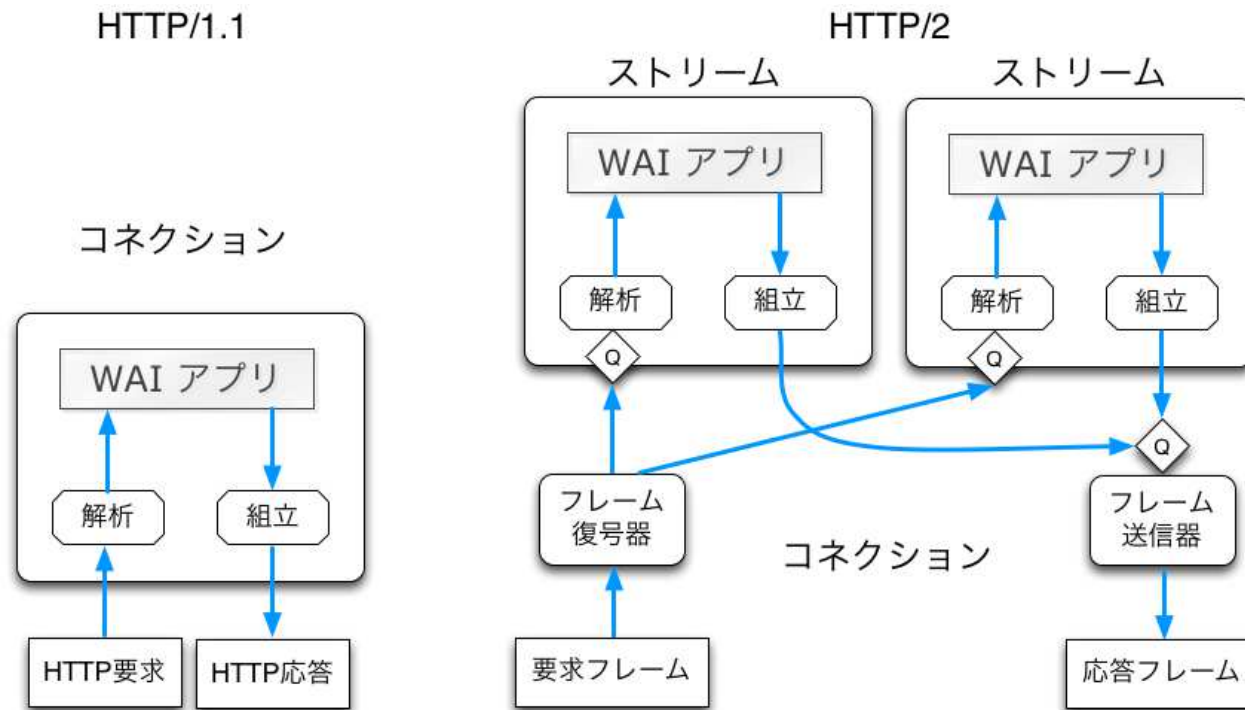 HTTP/1.1
コネクション
WAI アプリ
解析
組立
HTTP要求
HTTP応答
HTTP/2
ストリーム
ストリーム
WAI アプリ
WAI アプリ
解析
組立
解析
組立
Q
Q
Q
フレーム
復号器
フレーム
送信器
コネクション
要求フレーム
応答フレーム